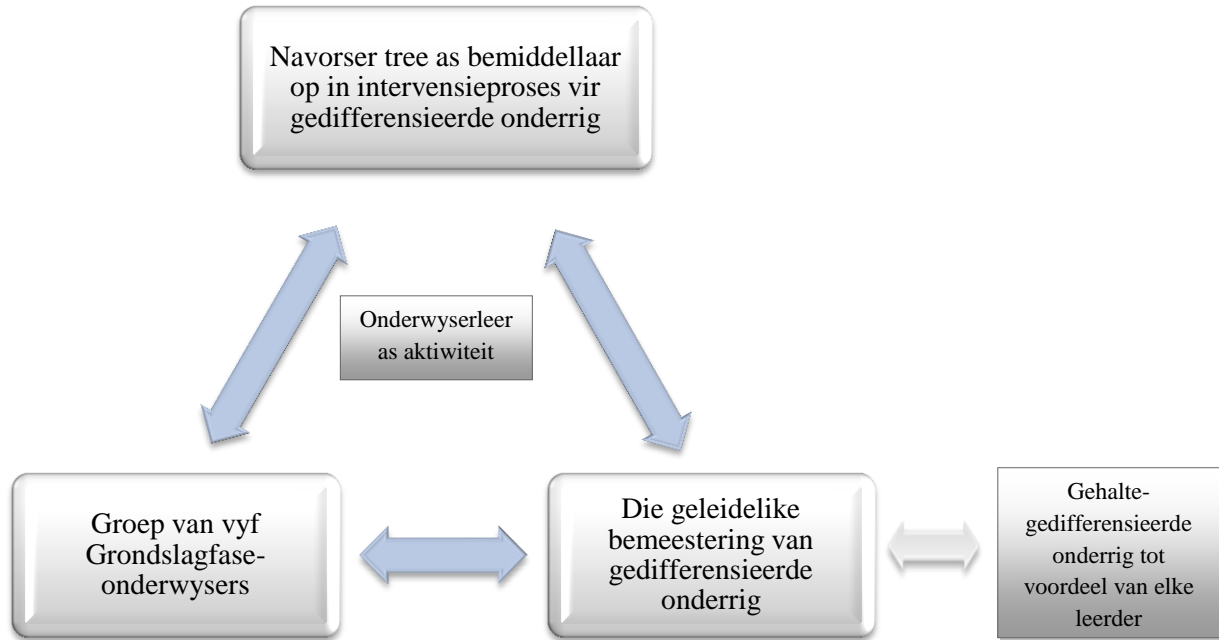 Navorser tree as bemiddellaar
op in intervensieproses vir
gedifferensieerde onderrig
Onderwyserleer
as aktiwiteit
Groep van vyf
Grondslagfase-
onderwysers
Die geleidelike
bemeestering van
gedifferensieerde
onderrig
Gehalte-
gedifferensieerde
onderrig tot
voordeel van elke
leerder